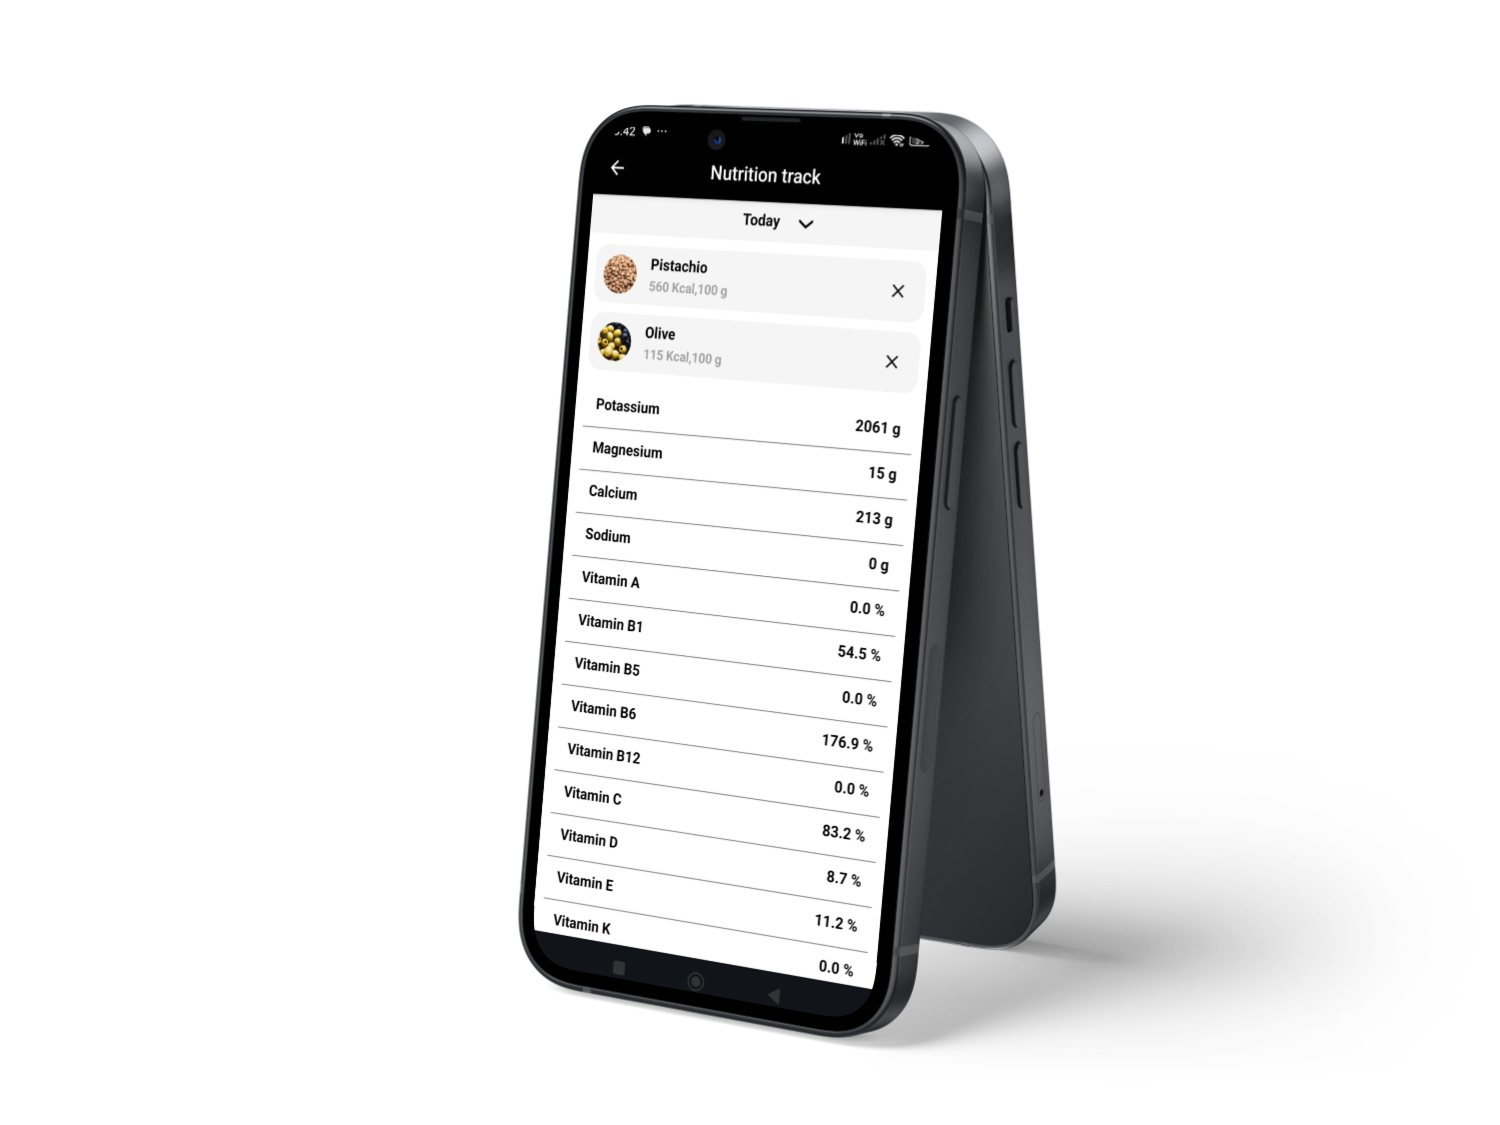 Nutrition track
Today
Pistachio
560 Kcal,100 g
Olive
115 Kcal,100 g
Potassium 2061 g
Magnesium 15 g
Calcium 213 g
Sodium 0 g
Vitamin A 0.0 %
Vitamin B1 54.5 %
Vitamin B5 0.0 %
Vitamin B6 176.9 %
Vitamin B12 0.0 %
Vitamin C 83.2 %
Vitamin D 8.7 %
Vitamin E 11.2 %
Vitamin K 0.0 %